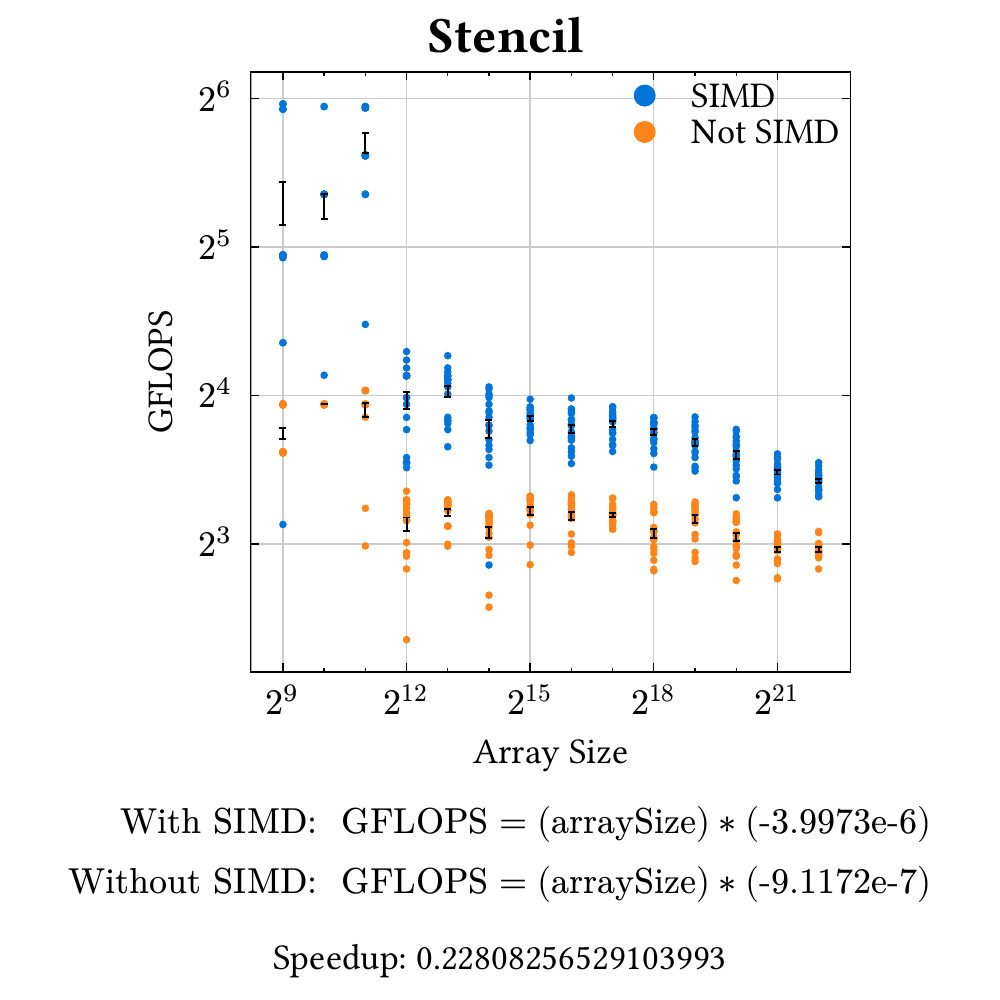 Stencil
2^6
2^5
2^4
2^3
GFLOPS
SIMD
Not SIMD
2^9 2^12 2^15 2^18 2^21
Array Size
With SIMD: GFLOPS = (arraySize) ∗ (-3.9973e-6)
Without SIMD: GFLOPS = (arraySize) ∗ (-9.1172e-7)
Speedup: 0.22808256529103993